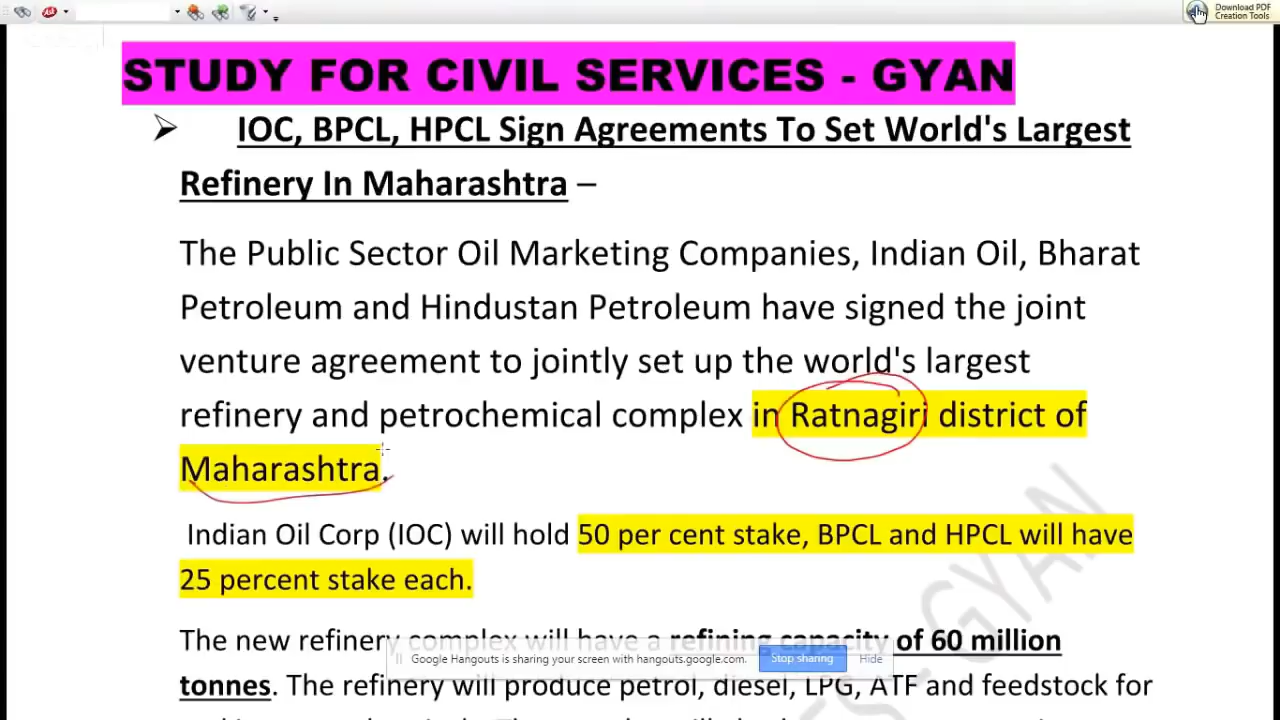 Download PDF
Creation Tools
STUDY FOR CIVIL SERVICES - GYAN
➢ IOC, BPCL, HPCL Sign Agreements To Set World's Largest
Refinery In Maharashtra –
The Public Sector Oil Marketing Companies, Indian Oil, Bharat
Petroleum and Hindustan Petroleum have signed the joint
venture agreement to jointly set up the world's largest
refinery and petrochemical complex in Ratnagiri district of
Maharashtra.
Indian Oil Corp (IOC) will hold 50 per cent stake, BPCL and HPCL will have
25 percent stake each.
The new refinery complex will have a refining capacity of 60 million
Google Hangouts is sharing your screen with hangouts.google.com. Stop sharing Hide
tonnes. The refinery will produce petrol, diesel, LPG, ATF and feedstock for
GYAN